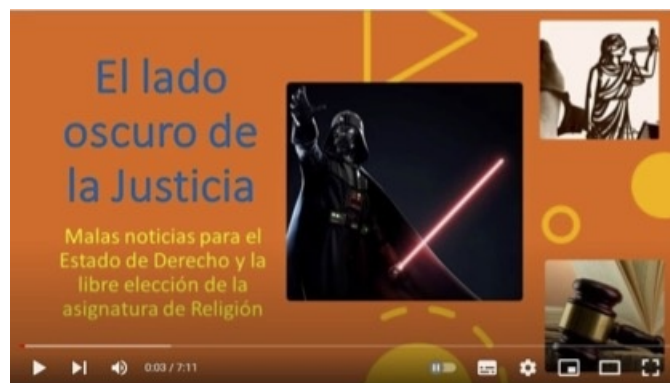 El lado
oscuro de
la Justicia
Malas noticias para el
Estado de Derecho y la
libre elección de la
asignatura de Religión
0:03 / 7:11